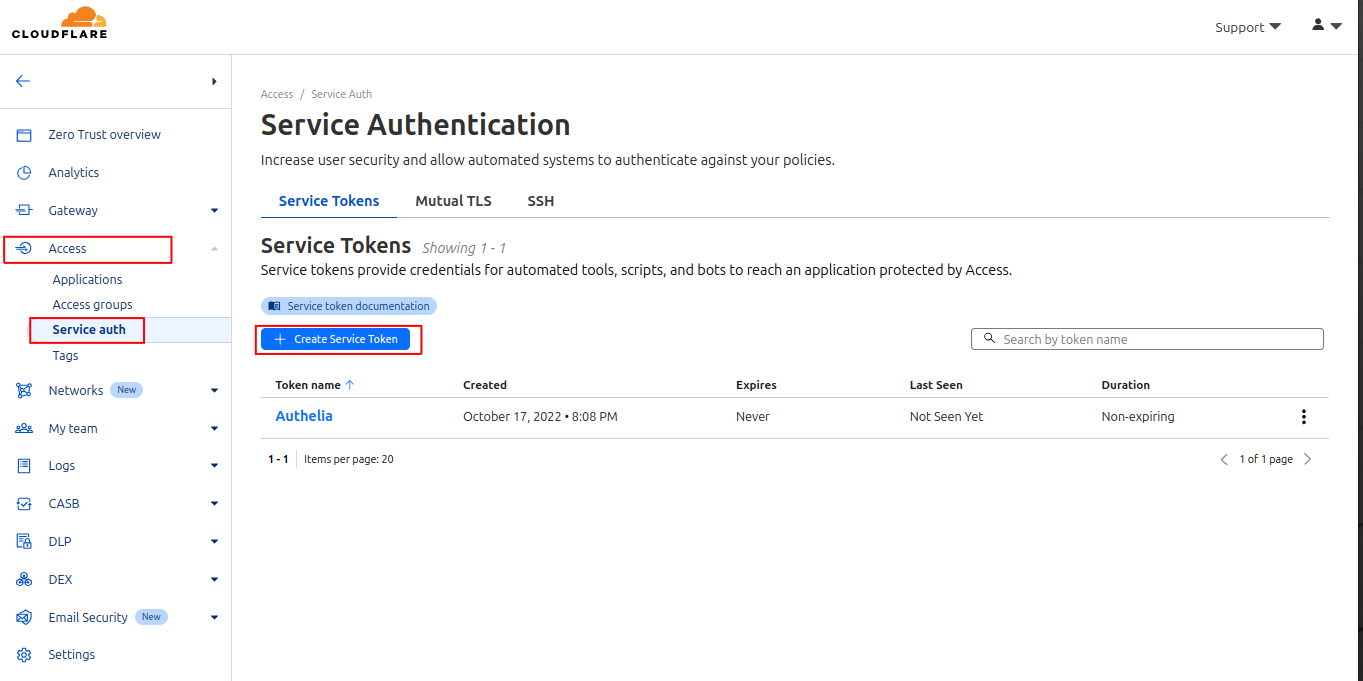 CLOUDFLARE
Support
Zero Trust overview
Analytics
Gateway
Access
Applications
Access groups
Service auth
Tags
Networks New
My team
Logs
CASB
DLP
DEX
Email Security New
Settings
Access / Service Auth
Service Authentication
Increase user security and allow automated systems to authenticate against your policies.
Service Tokens Mutual TLS SSH
Service Tokens Showing 1 - 1
Service tokens provide credentials for automated tools, scripts, and bots to reach an application protected by Access.
Service token documentation
Create Service Token Search by token name
Token name Created Expires Last Seen Duration
Authelia October 17, 2022 • 8:08 PM Never Not Seen Yet Non-expiring
1 - 1 Items per page: 20 1 of 1 page